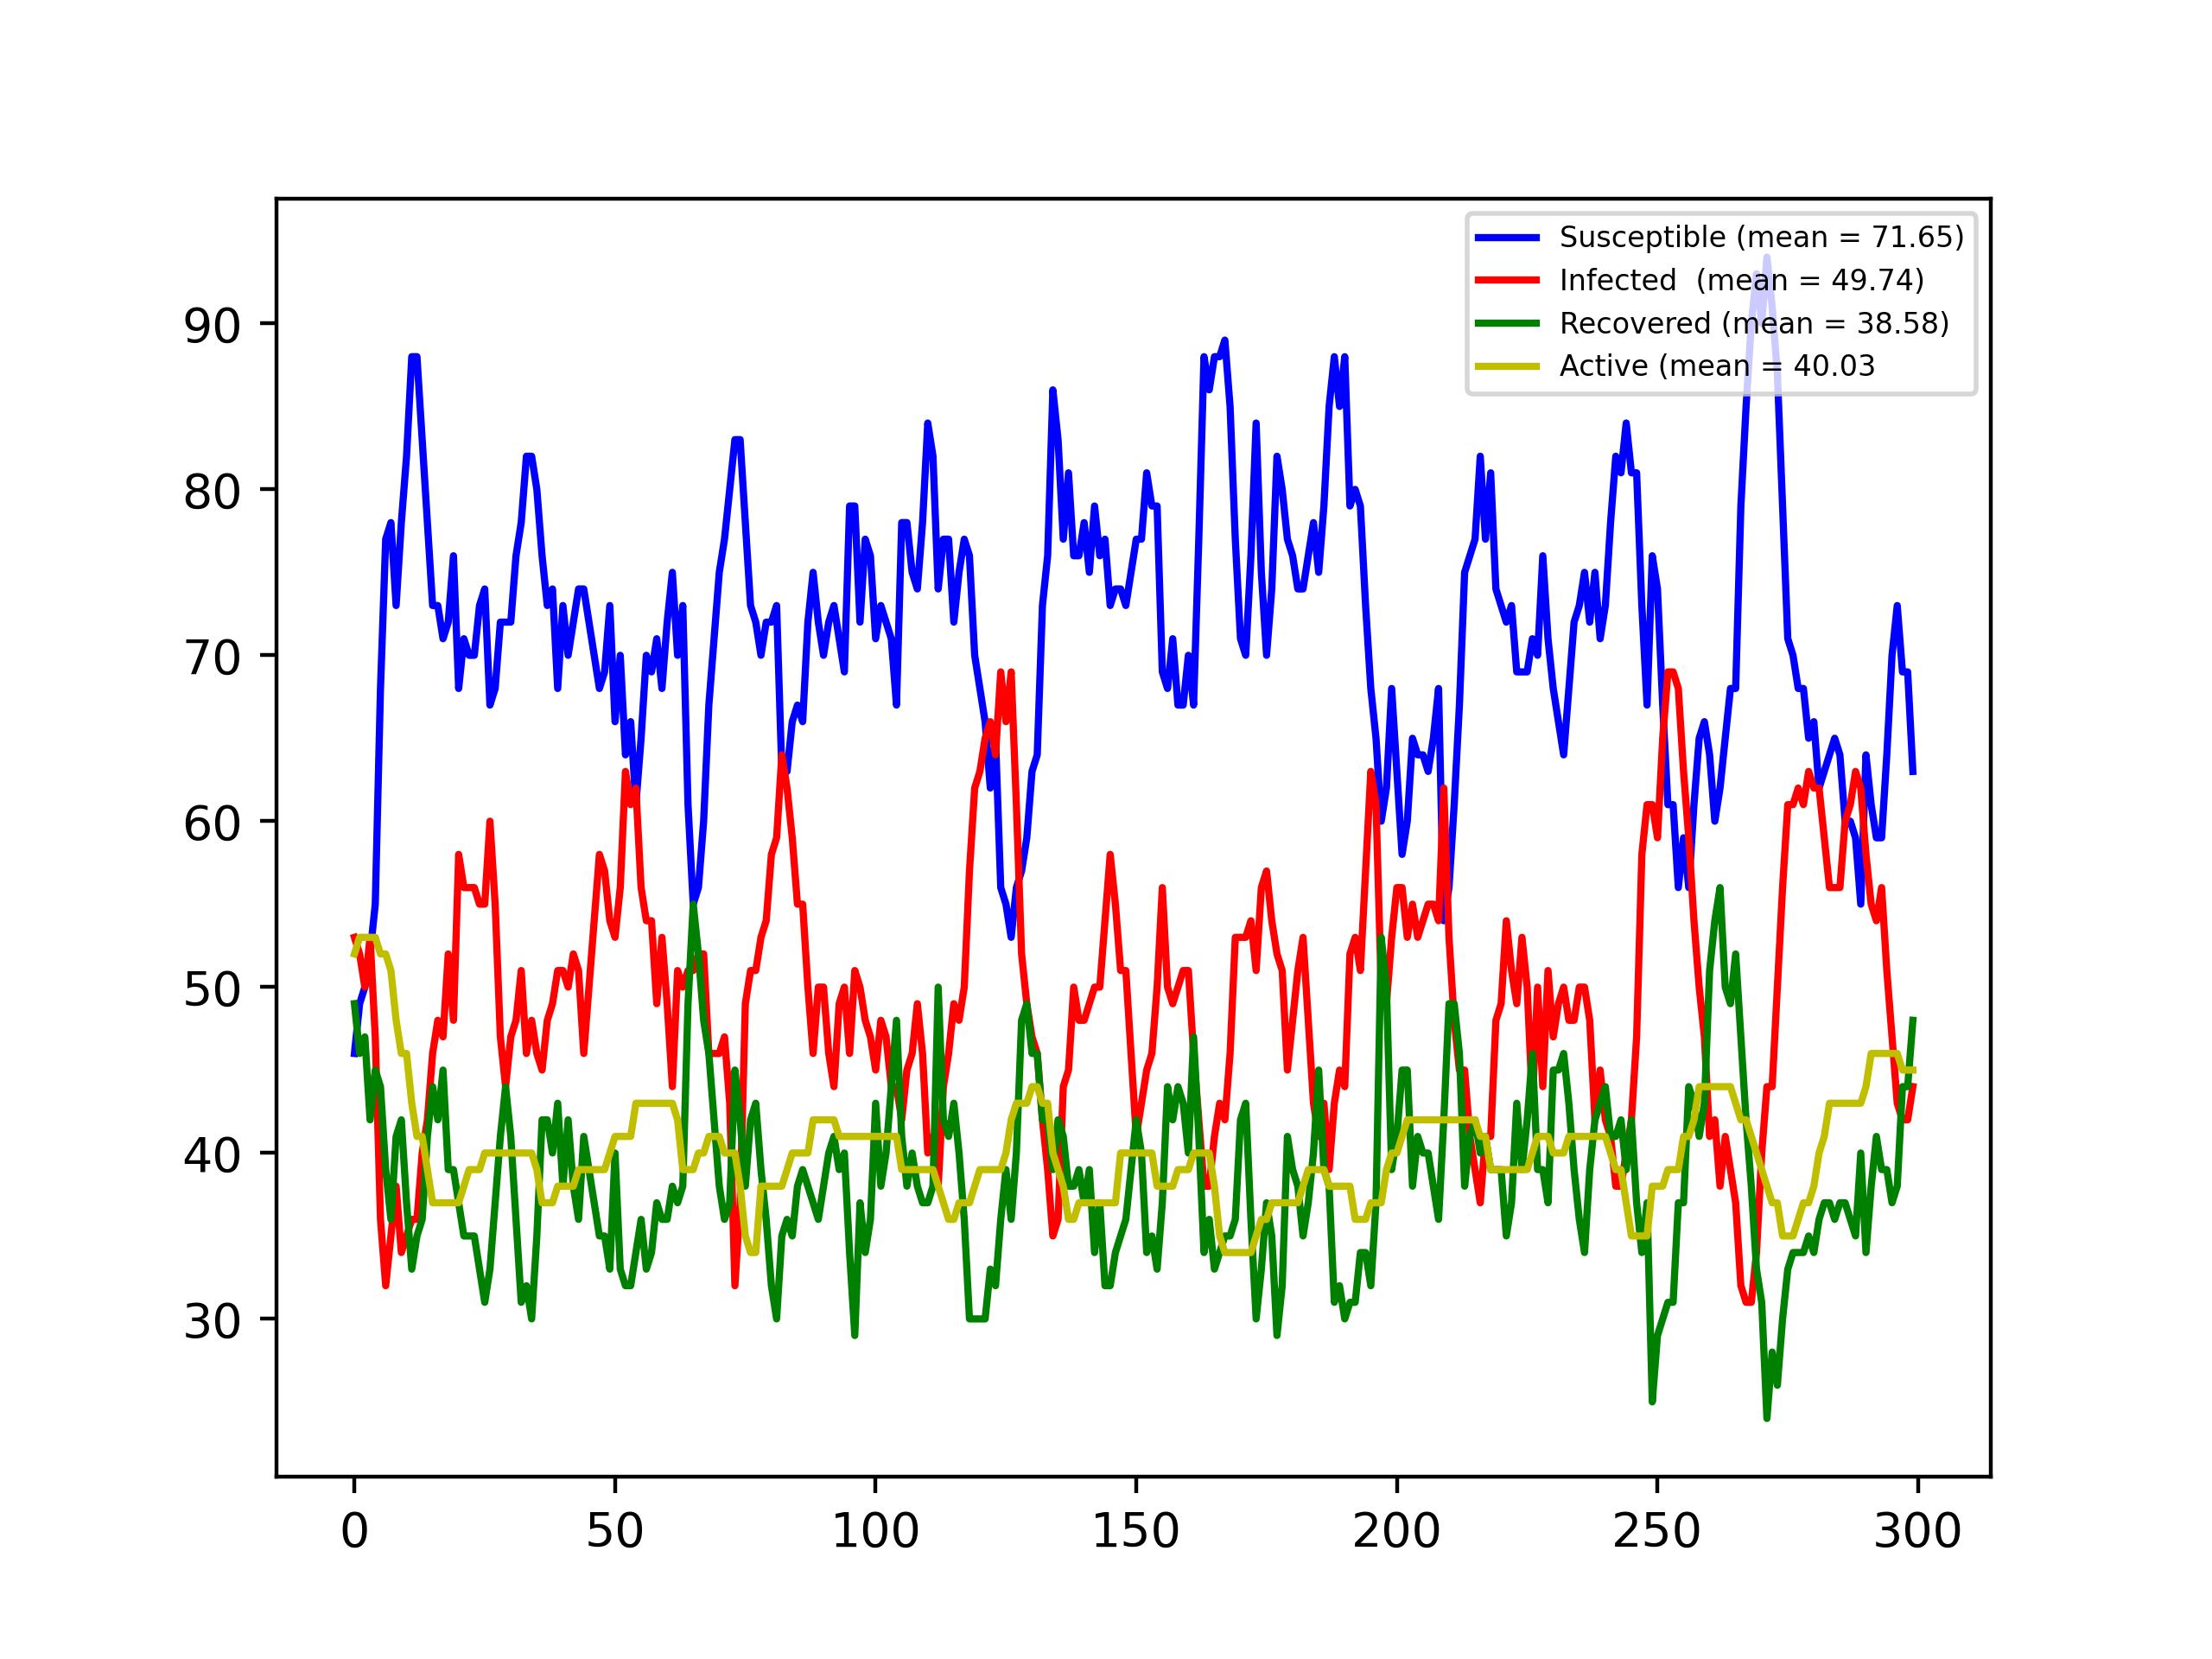 Susceptible (mean = 71.65)
Infected  (mean = 49.74)
Recovered (mean = 38.58)
Active (mean = 40.03
90
80
70
60
50
40
30
0 50 100 150 200 250 300